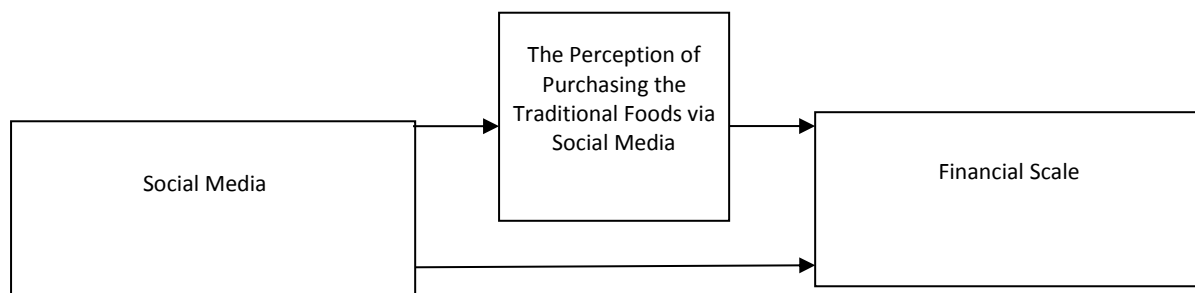 The Perception of
Purchasing the
Traditional Foods via
Social Media
Social Media
Financial Scale